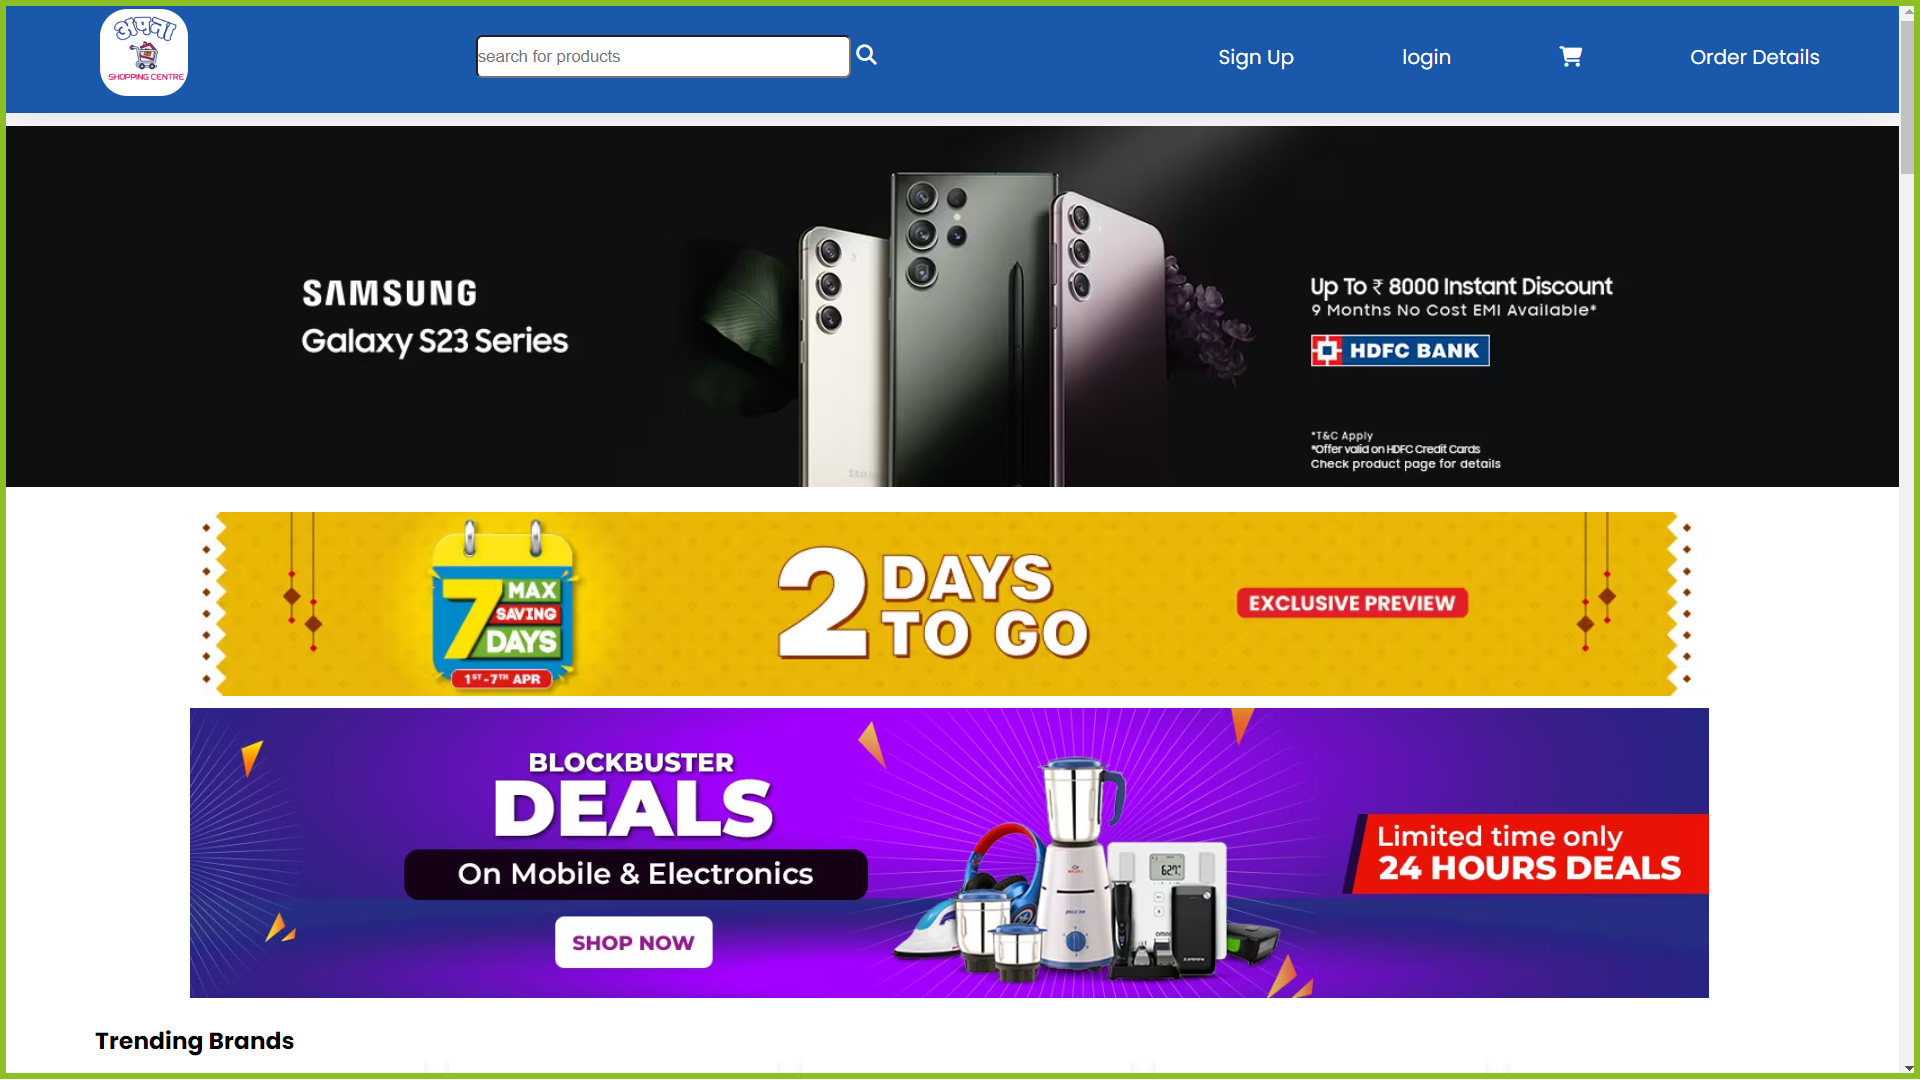 अपना
SHOPPING CENTRE
search for products
Sign Up
login
Order Details
SAMSUNG
Galaxy S23 Series
Up To ₹ 8000 Instant Discount
9 Months No Cost EMI Available*
HDFC BANK
*T&C Apply
*Offer valid on HDFC Credit Cards
Check product page for details
SAMSUNG
7 MAX
SAVING
DAYS
1ST-7TH APR
2 DAYS
TO GO
EXCLUSIVE PREVIEW
BLOCKBUSTER
DEALS
On Mobile & Electronics
SHOP NOW
Limited time only
24 HOURS DEALS
Trending Brands